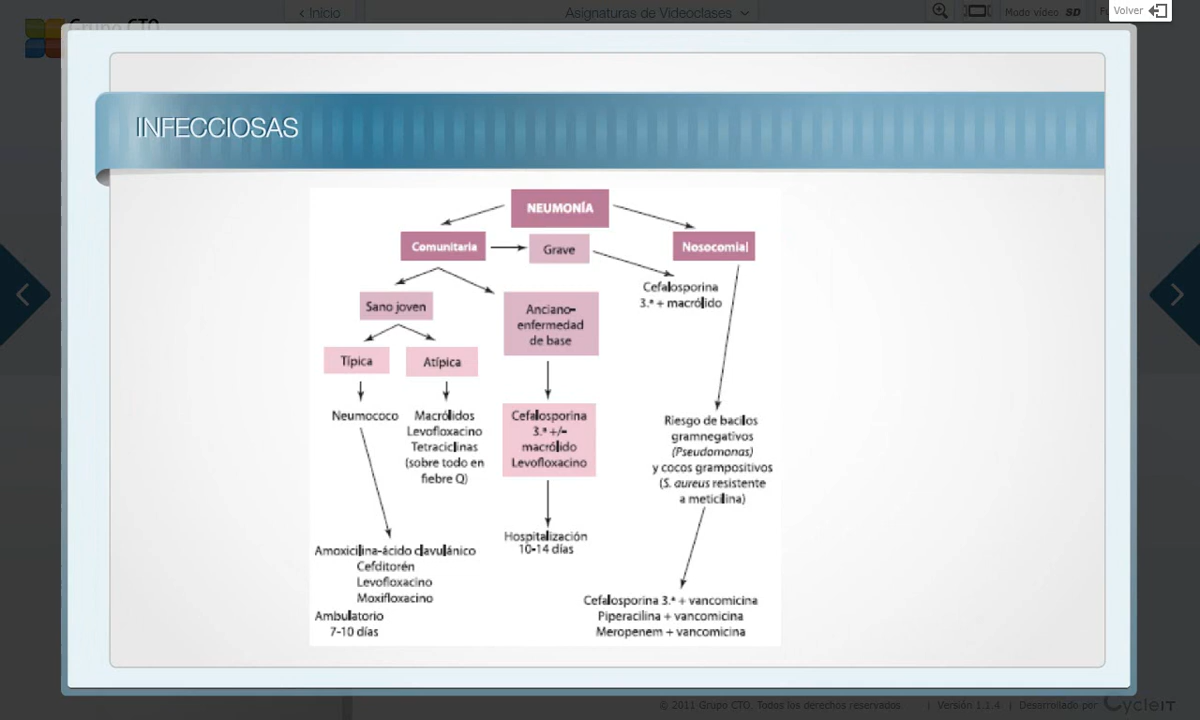 Inicio
Asignaturas de Videoclases
Modo vídeo SD
Volver
Grupo CTO
INFECCIOSAS
NEUMONÍA
Comunitaria
Grave
Nosocomial
Cefalosporina
3.ª + macrólido
Sano joven
Anciano-
enfermedad
de base
Típica
Atípica
Neumococo
Macrólidos
Levofloxacino
Tetraciclinas
(sobre todo en
fiebre Q)
Cefalosporina
3.ª +/-
macrólido
Levofloxacino
Riesgo de bacilos
gramnegativos
(Pseudomonas)
y cocos grampositivos
(S. aureus resistente
a meticilina)
Hospitalización
10-14 días
Amoxicilina-ácido clavulánico
Cefditorén
Levofloxacino
Moxifloxacino
Ambulatorio
7-10 días
Cefalosporina 3.ª + vancomicina
Piperacilina + vancomicina
Meropenem + vancomicina
© 2011 Grupo CTO. Todos los derechos reservados | Versión 1.1.4 | Desarrollado por CycleIT